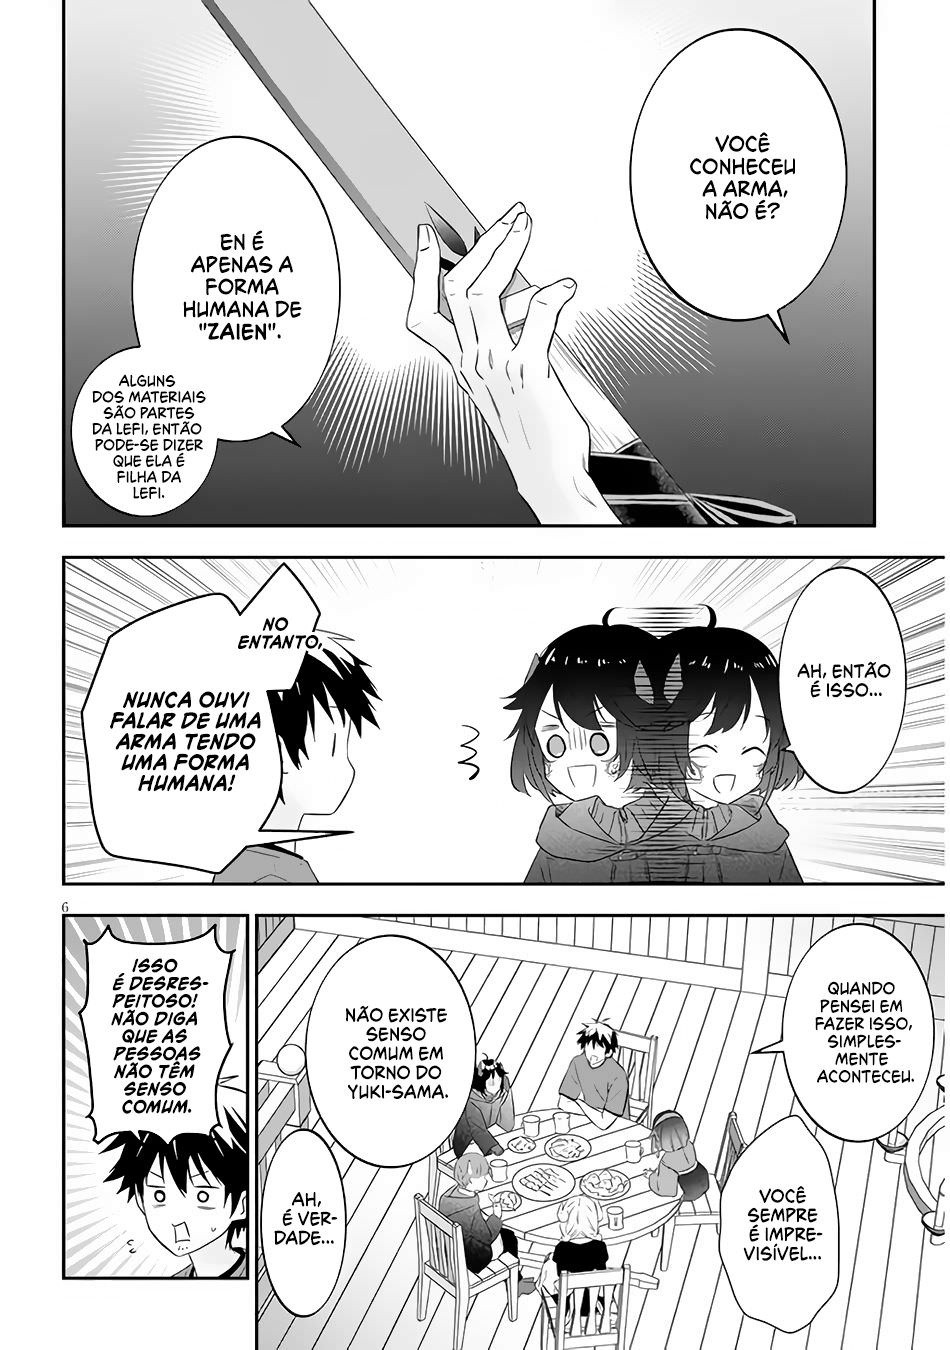 VOCÊ
CONHECEU
A ARMA,
NÃO É?
EN É
APENAS A
FORMA
HUMANA DE
"ZAIEN".
ALGUNS
DOS MATERIAIS
SÃO PARTES
DA LEFI, ENTÃO
PODE-SE DIZER
QUE ELA É
FILHA DA
LEFI.
AH, ENTÃO
É ISSO...
NO
ENTANTO,
NUNCA OUVI
FALAR DE UMA
ARMA TENDO
UMA FORMA
HUMANA!
6
QUANDO
PENSEI EM
FAZER ISSO,
SIMPLES-
MENTE
ACONTECEU.
VOCÊ
SEMPRE
É IMPRE-
VISÍVEL...
NÃO EXISTE
SENSO
COMUM EM
TORNO DO
YUKI-SAMA.
AH,
É VER-
DADE...
ISSO
É DESRES-
PEITOSO!
NÃO DIGA
QUE AS
PESSOAS
NÃO TÊM
SENSO
COMUM.